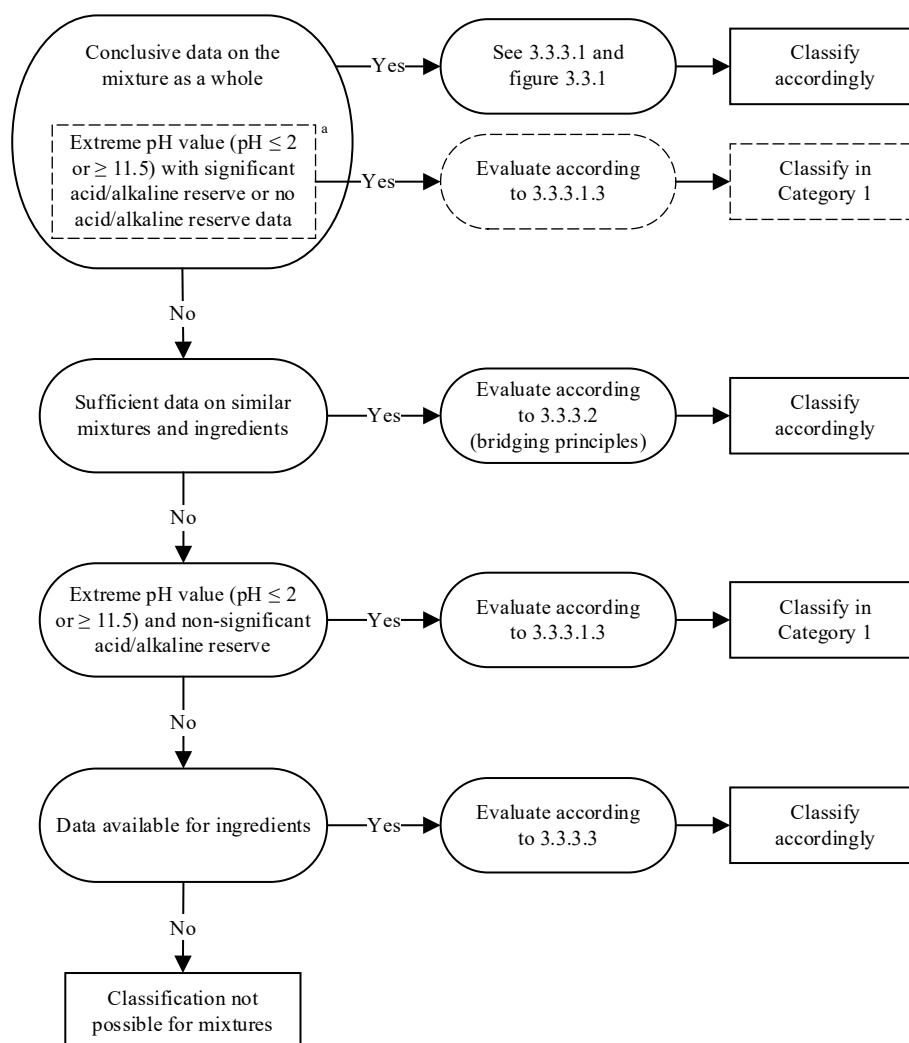 Conclusive data on the
mixture as a whole
Yes
See 3.3.3.1 and
figure 3.3.1
Classify
accordingly
Extreme pH value (pH ≤ 2
or ≥ 11.5) with significant
acid/alkaline reserve or no
acid/alkaline reserve data
a
Yes
Evaluate according
to 3.3.3.1.3
Classify in
Category 1
No
Sufficient data on similar
mixtures and ingredients
Yes
Evaluate according
to 3.3.3.2
(bridging principles)
Classify
accordingly
No
Extreme pH value (pH ≤ 2
or ≥ 11.5) and non-significant
acid/alkaline reserve
Yes
Evaluate according
to 3.3.3.1.3
Classify in
Category 1
No
Data available for ingredients
Yes
Evaluate according
to 3.3.3.3
Classify
accordingly
No
Classification not
possible for mixtures